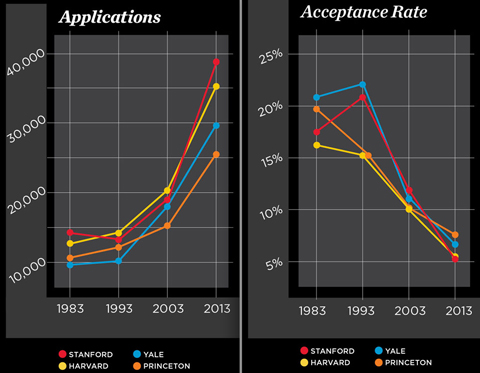 Applications
40,000
30,000
20,000
10,000
1983 1993 2003 2013
STANFORD YALE
HARVARD PRINCETON
Acceptance Rate
25%
20%
15%
10%
5%
1983 1993 2003 2013
STANFORD YALE
HARVARD PRINCETON